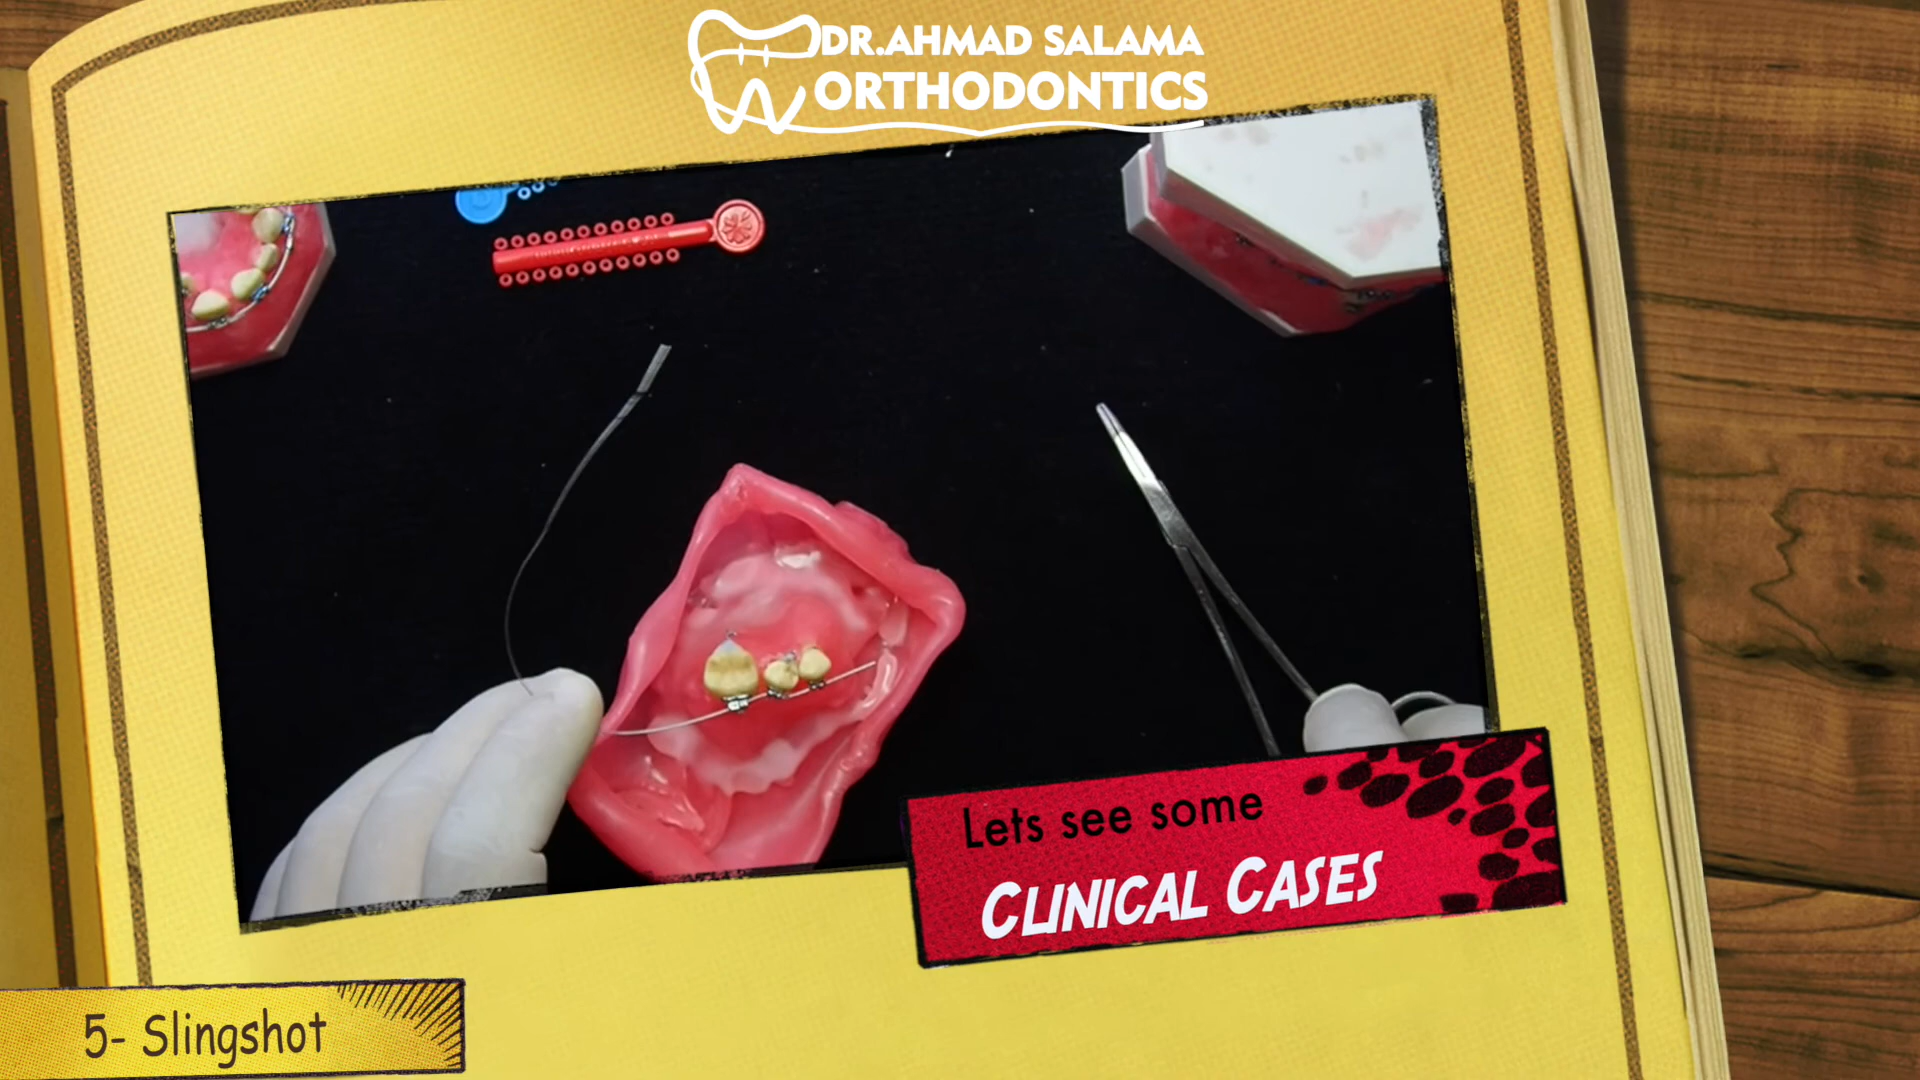 DR.AHMAD SALAMA
ORTHODONTICS
Lets see some
CLINICAL CASES
5- Slingshot